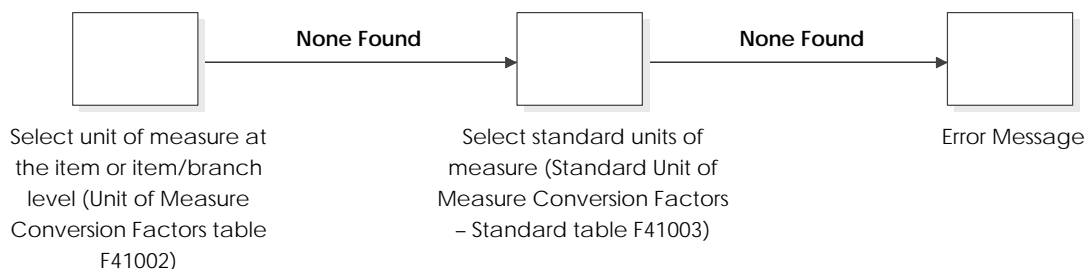 None Found
None Found
Select unit of measure at
the item or item/branch
level (Unit of Measure
Conversion Factors table
F41002)
Select standard units of
measure (Standard Unit of
Measure Conversion Factors
– Standard table F41003)
Error Message